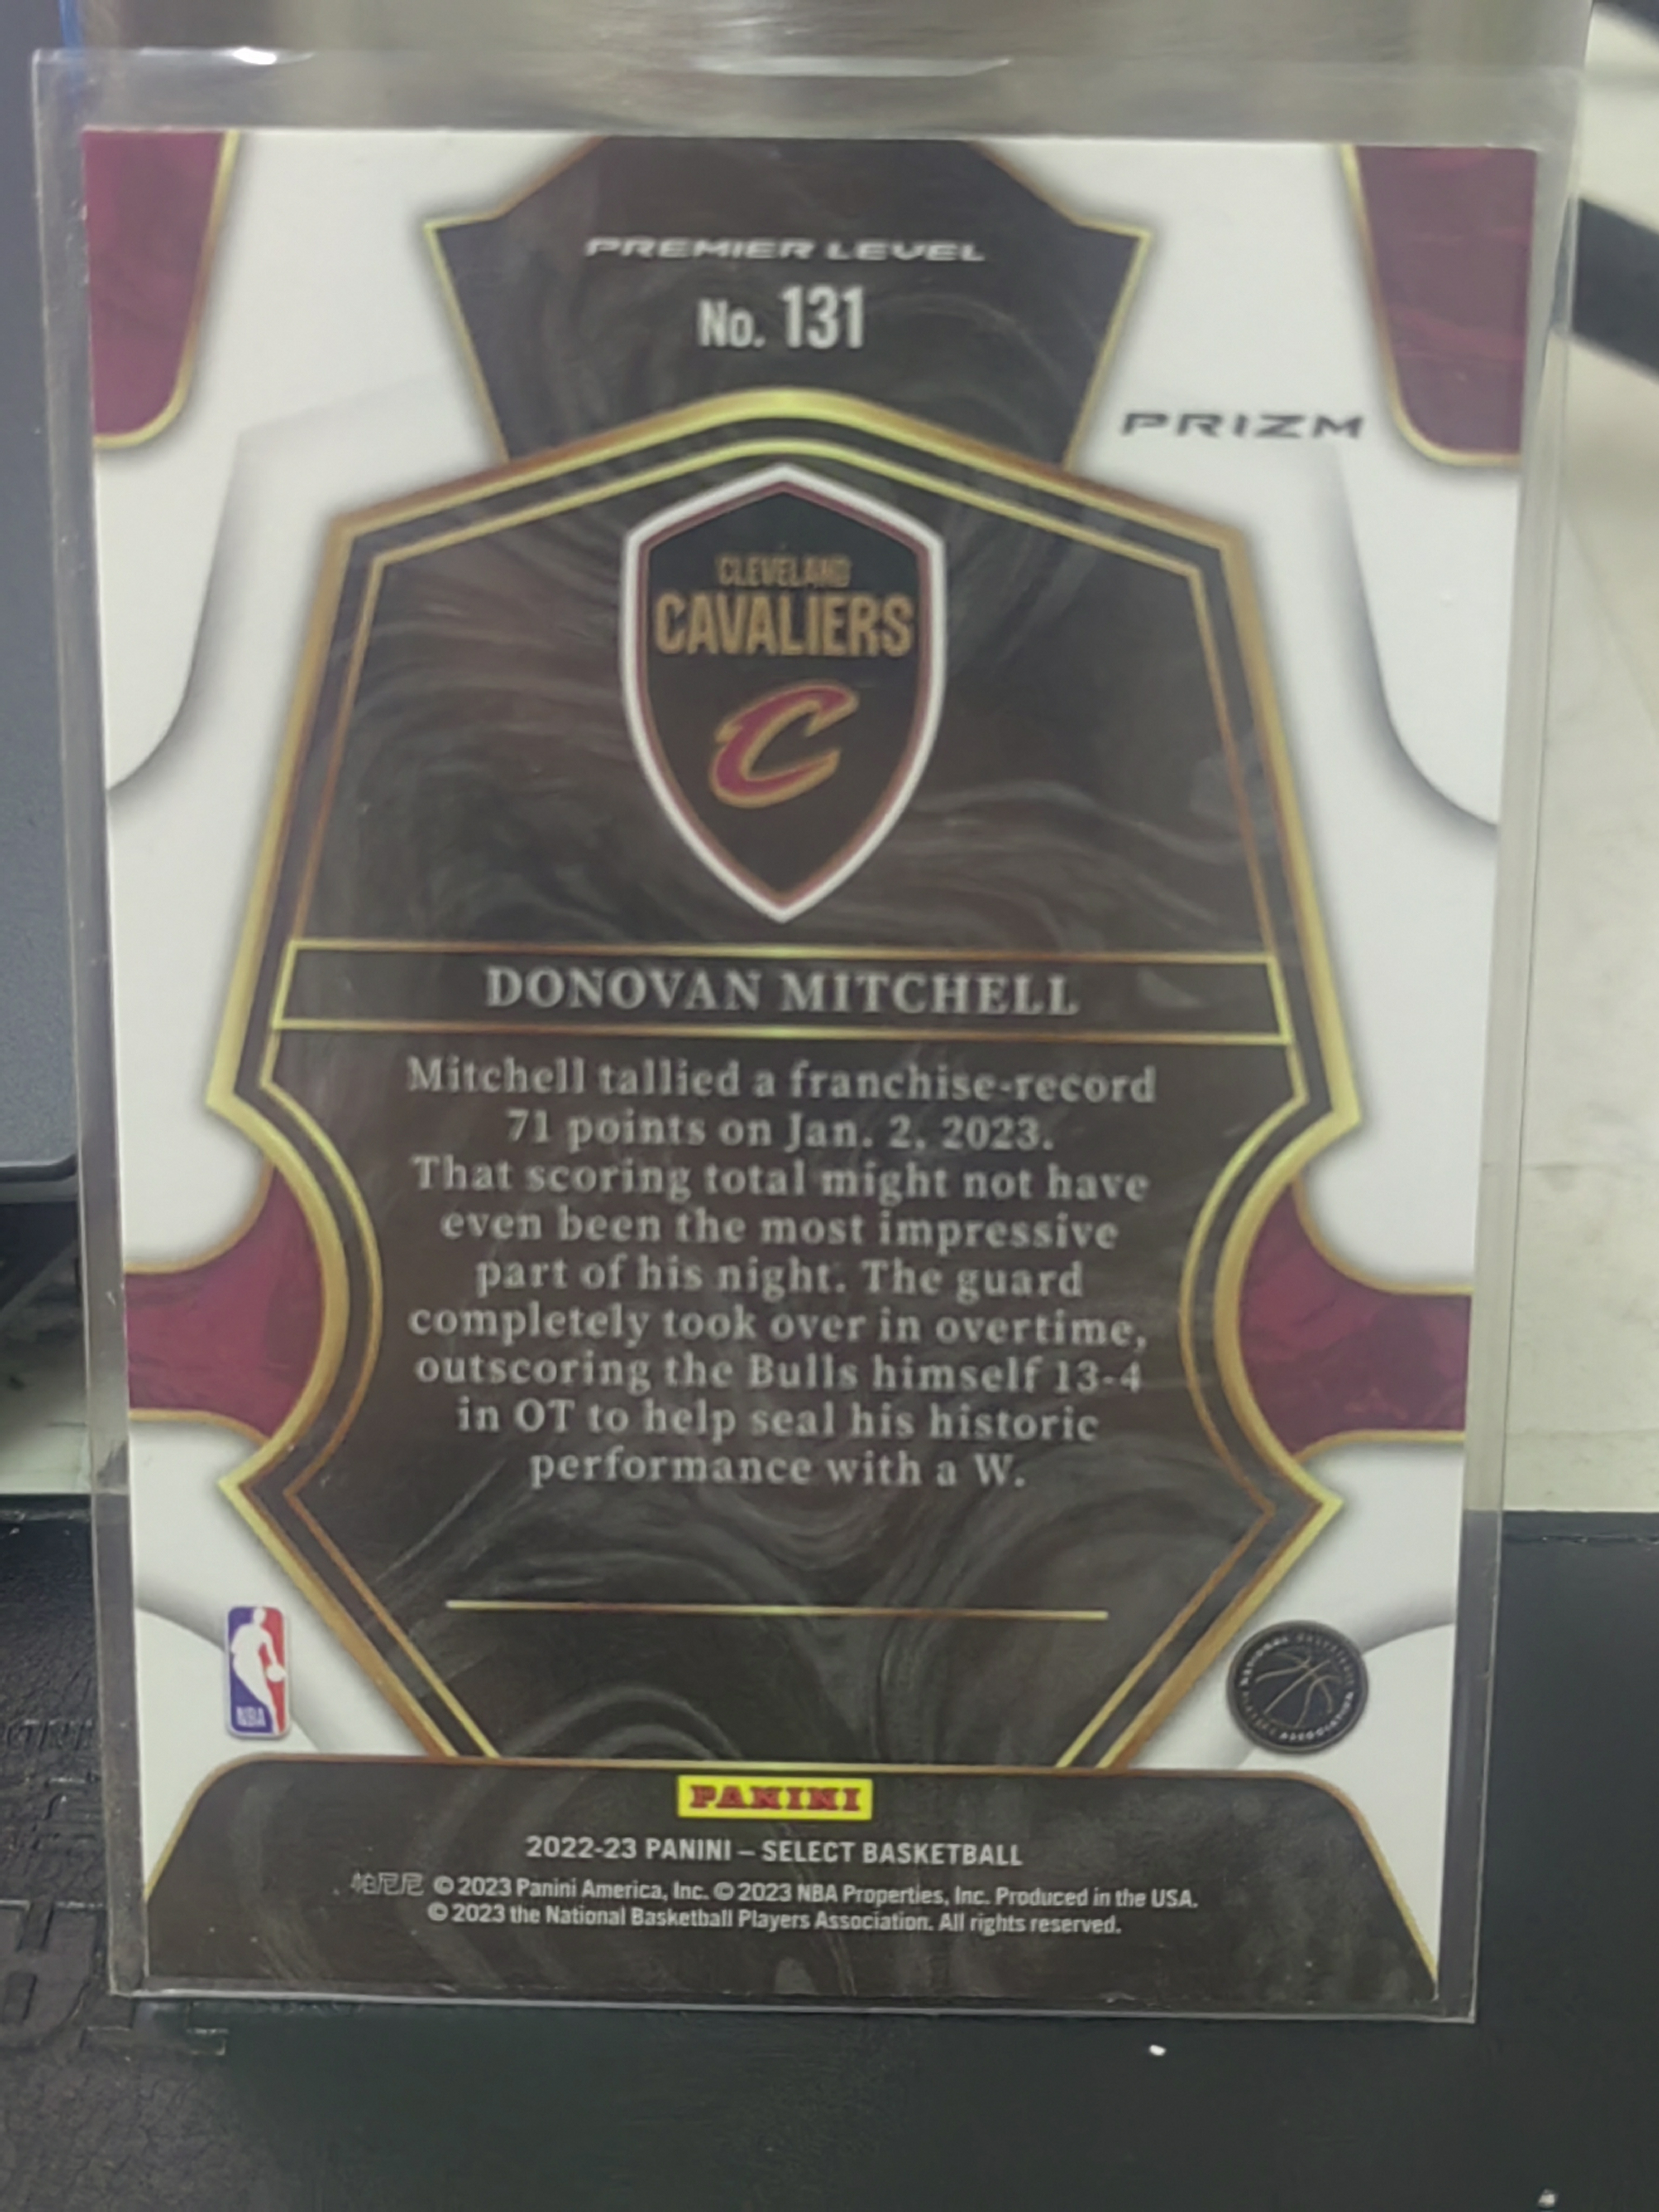 PREMIER LEVEL
No. 131
PRIZM
CLEVELAND
CAVALIERS
C
DONOVAN MITCHELL
Mitchell tallied a franchise-record
71 points on Jan. 2, 2023.
That scoring total might not have
even been the most impressive
part of his night. The guard
completely took over in overtime,
outscoring the Bulls himself 13-4
in OT to help seal his historic
performance with a W.
NBA
NATIONAL BASKETBALL
PLAYERS ASSOCIATION
PANINI
2022-23 PANINI – SELECT BASKETBALL
帕尼尼 © 2023 Panini America, Inc. © 2023 NBA Properties, Inc. Produced in the USA.
© 2023 the National Basketball Players Association. All rights reserved.